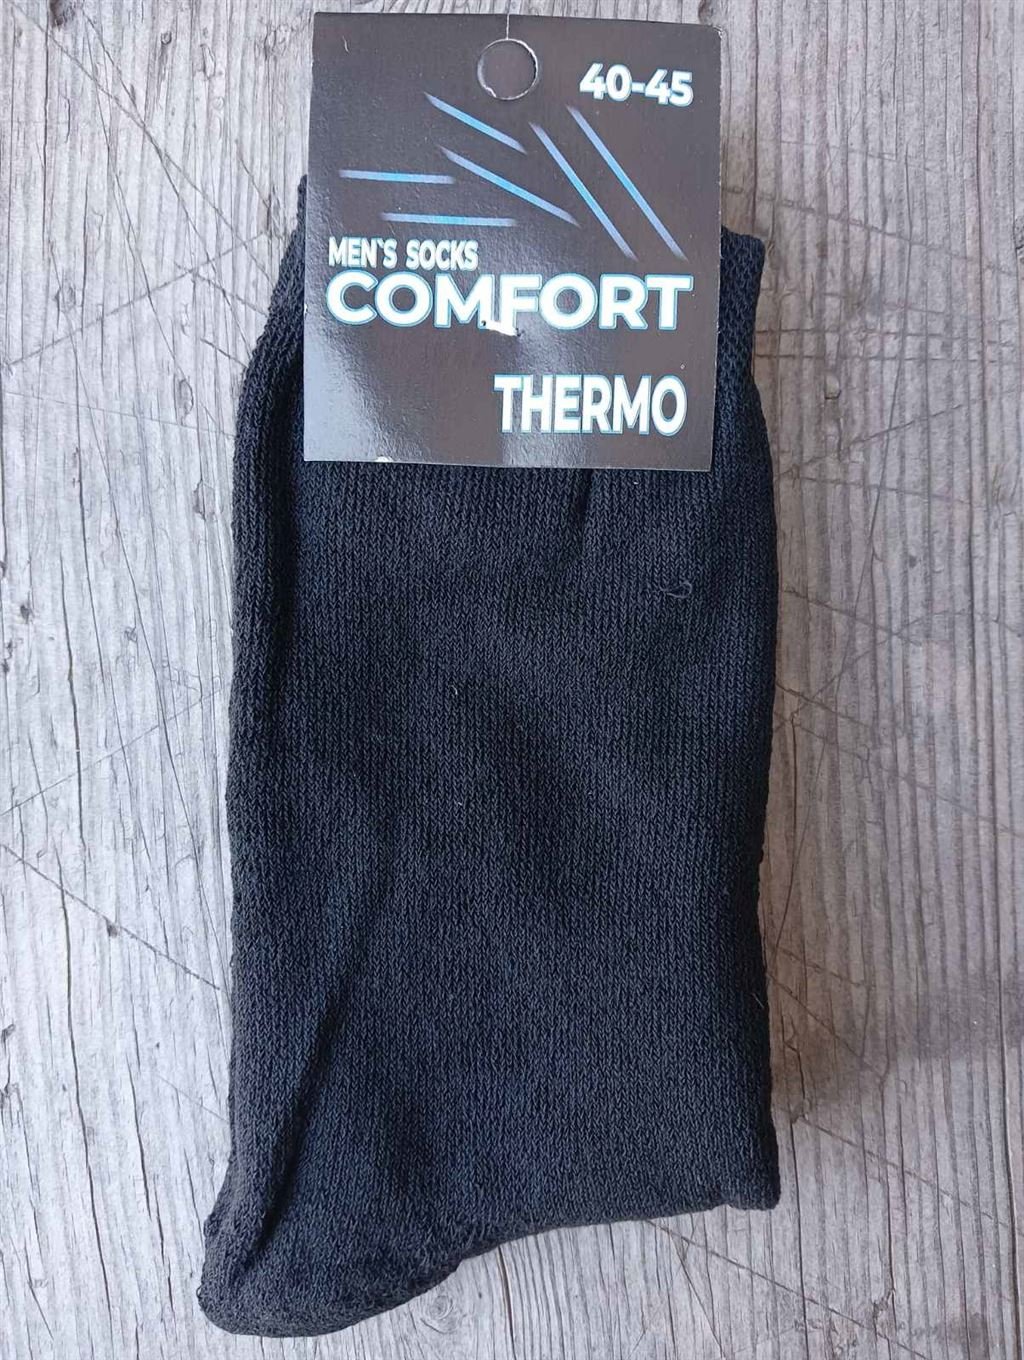 40-45
MEN`S SOCKS
COMFORT
THERMO